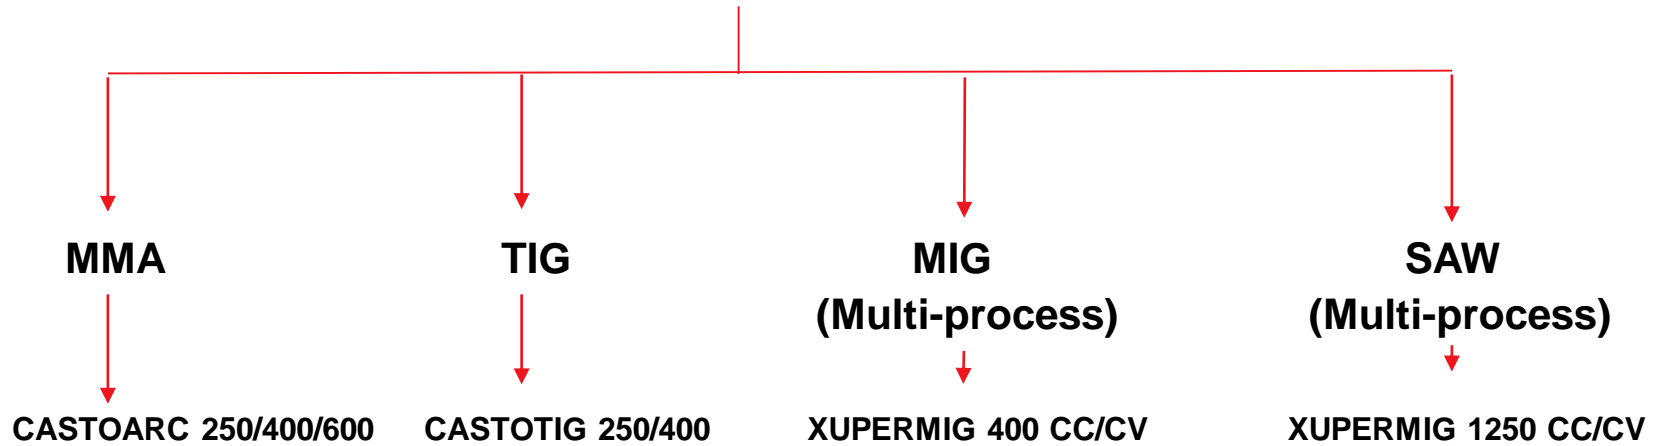 MMA
TIG
MIG
(Multi-process)
SAW
(Multi-process)
CASTOARC 250/400/600
CASTOTIG 250/400
XUPERMIG 400 CC/CV
XUPERMIG 1250 CC/CV